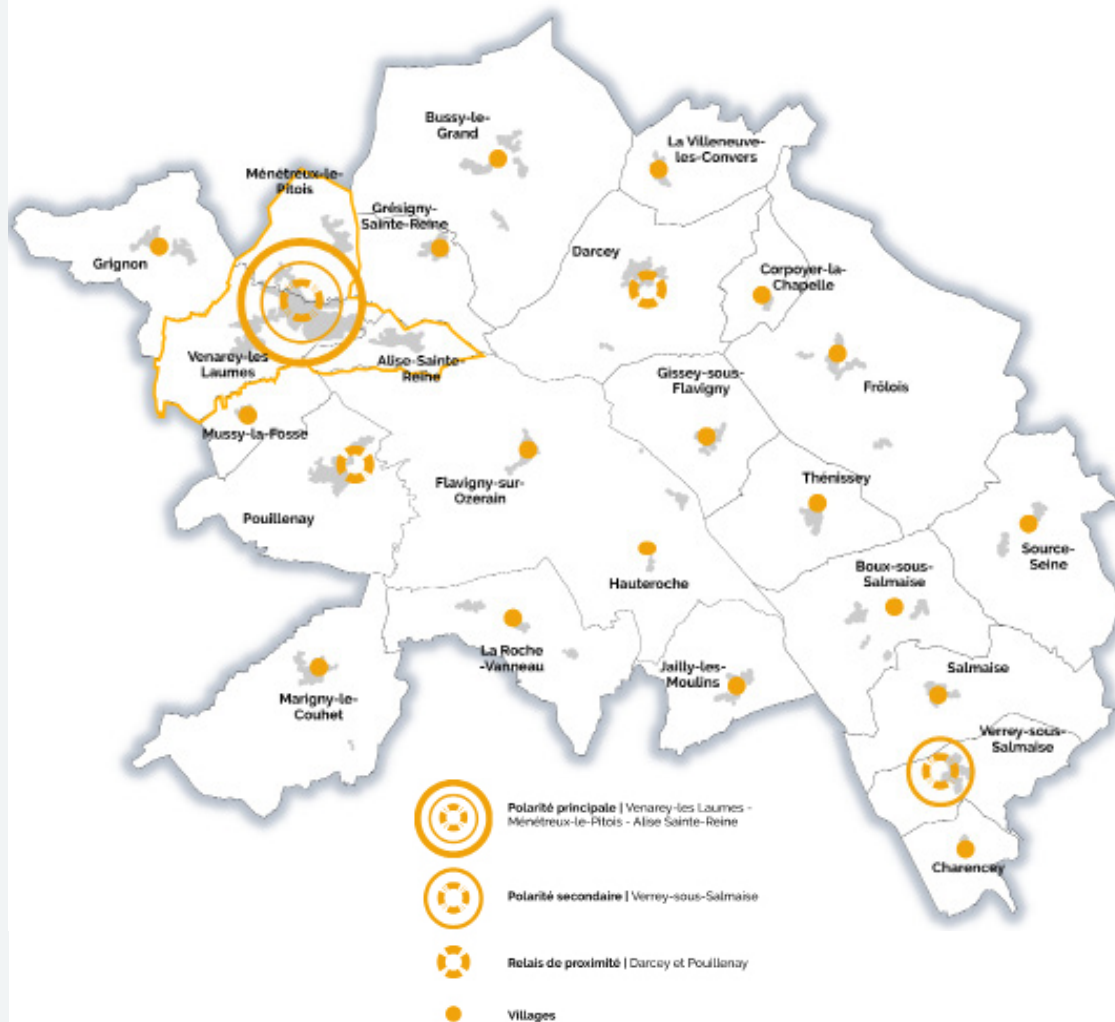 Bussy-le-
Grand
La Villeneuve-
les-Convers
Ménétreux-le-
Pitois
Grésigny-
Sainte-Reine
Grignon
Darcey
Corpoyer-la-
Chapelle
Venarey-les
Laumes
Alise-Sainte-
Reine
Gissey-sous-
Flavigny
Frôlois
Mussy-la-Fosse
Flavigny-sur-
Ozerain
Thénissey
Pouillenay
Source-
Seine
Hauteroche
Boux-sous-
Salmaise
La Roche
-Vanneau
Jailly-les-
Moulins
Salmaise
Marigny-le-
Couhet
Verrey-sous-
Salmaise
Charencey
Polarité principale | Venarey-les Laumes -
Ménétreux-le-Pitois - Alise Sainte-Reine
Polarité secondaire | Verrey-sous-Salmaise
Relais de proximité | Darcey et Pouillenay
Villages